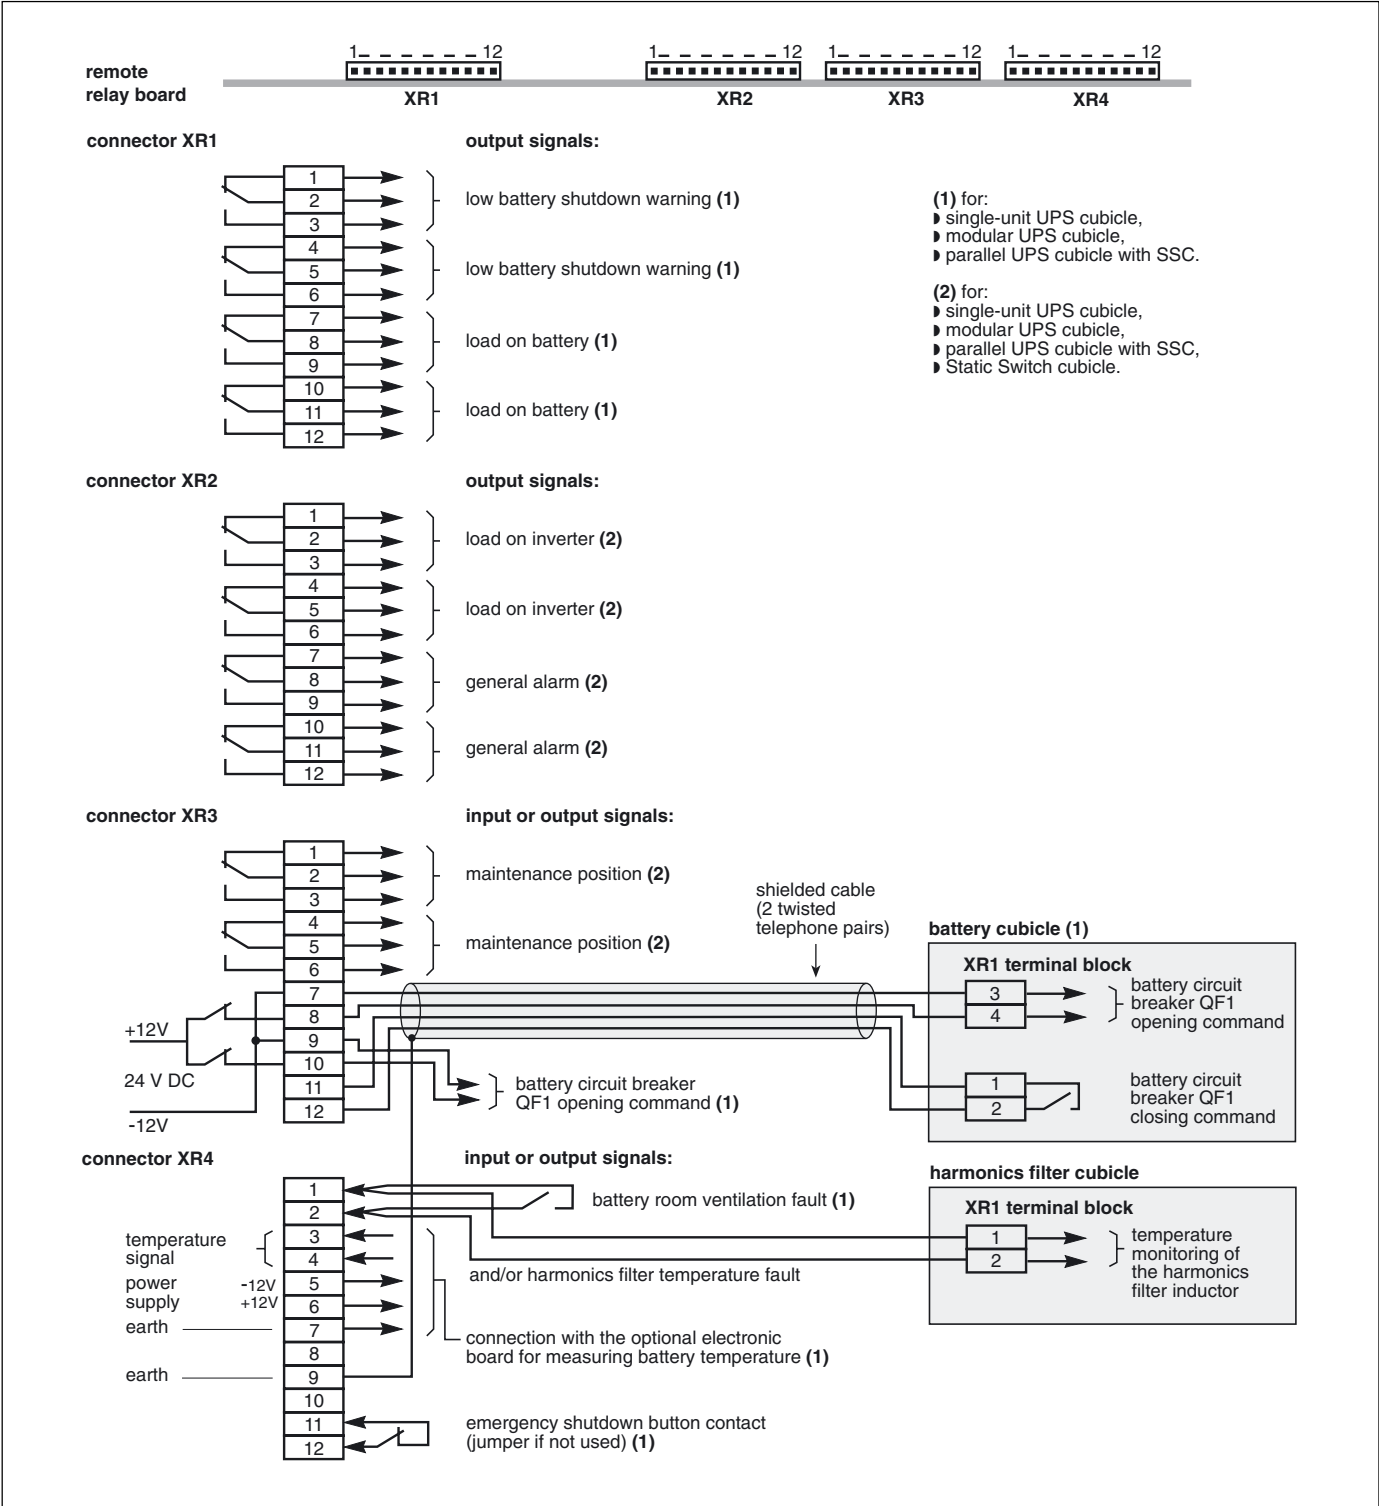 1 12 1 12 1 12 1 12
remote
relay board
XR1 XR2 XR3 XR4
connector XR1 output signals:
1
2 low battery shutdown warning (1)
3
4
5 low battery shutdown warning (1)
6
7
8 load on battery (1)
9
10
11 load on battery (1)
12
(1) for:
◗ single-unit UPS cubicle,
◗ modular UPS cubicle,
◗ parallel UPS cubicle with SSC.
(2) for:
◗ single-unit UPS cubicle,
◗ modular UPS cubicle,
◗ parallel UPS cubicle with SSC,
◗ Static Switch cubicle.
connector XR2 output signals:
1
2 load on inverter (2)
3
4
5 load on inverter (2)
6
7
8 general alarm (2)
9
10
11 general alarm (2)
12
connector XR3 input or output signals:
1
2 maintenance position (2)
3
4
5 maintenance position (2)
6
7
8
9
10
11
12
+12V
24 V DC
-12V
shielded cable
(2 twisted
telephone pairs)
battery circuit breaker
QF1 opening command (1)
battery cubicle (1)
XR1 terminal block
3
4
battery circuit
breaker QF1
opening command
1
2
battery circuit
breaker QF1
closing command
connector XR4 input or output signals:
1
2
3
4
5
6
7
8
9
10
11
12
temperature
signal
power
supply
-12V
+12V
earth
earth
battery room ventilation fault (1)
and/or harmonics filter temperature fault
connection with the optional electronic
board for measuring battery temperature (1)
emergency shutdown button contact
(jumper if not used) (1)
harmonics filter cubicle
XR1 terminal block
1
2
temperature
monitoring of
the harmonics
filter inductor